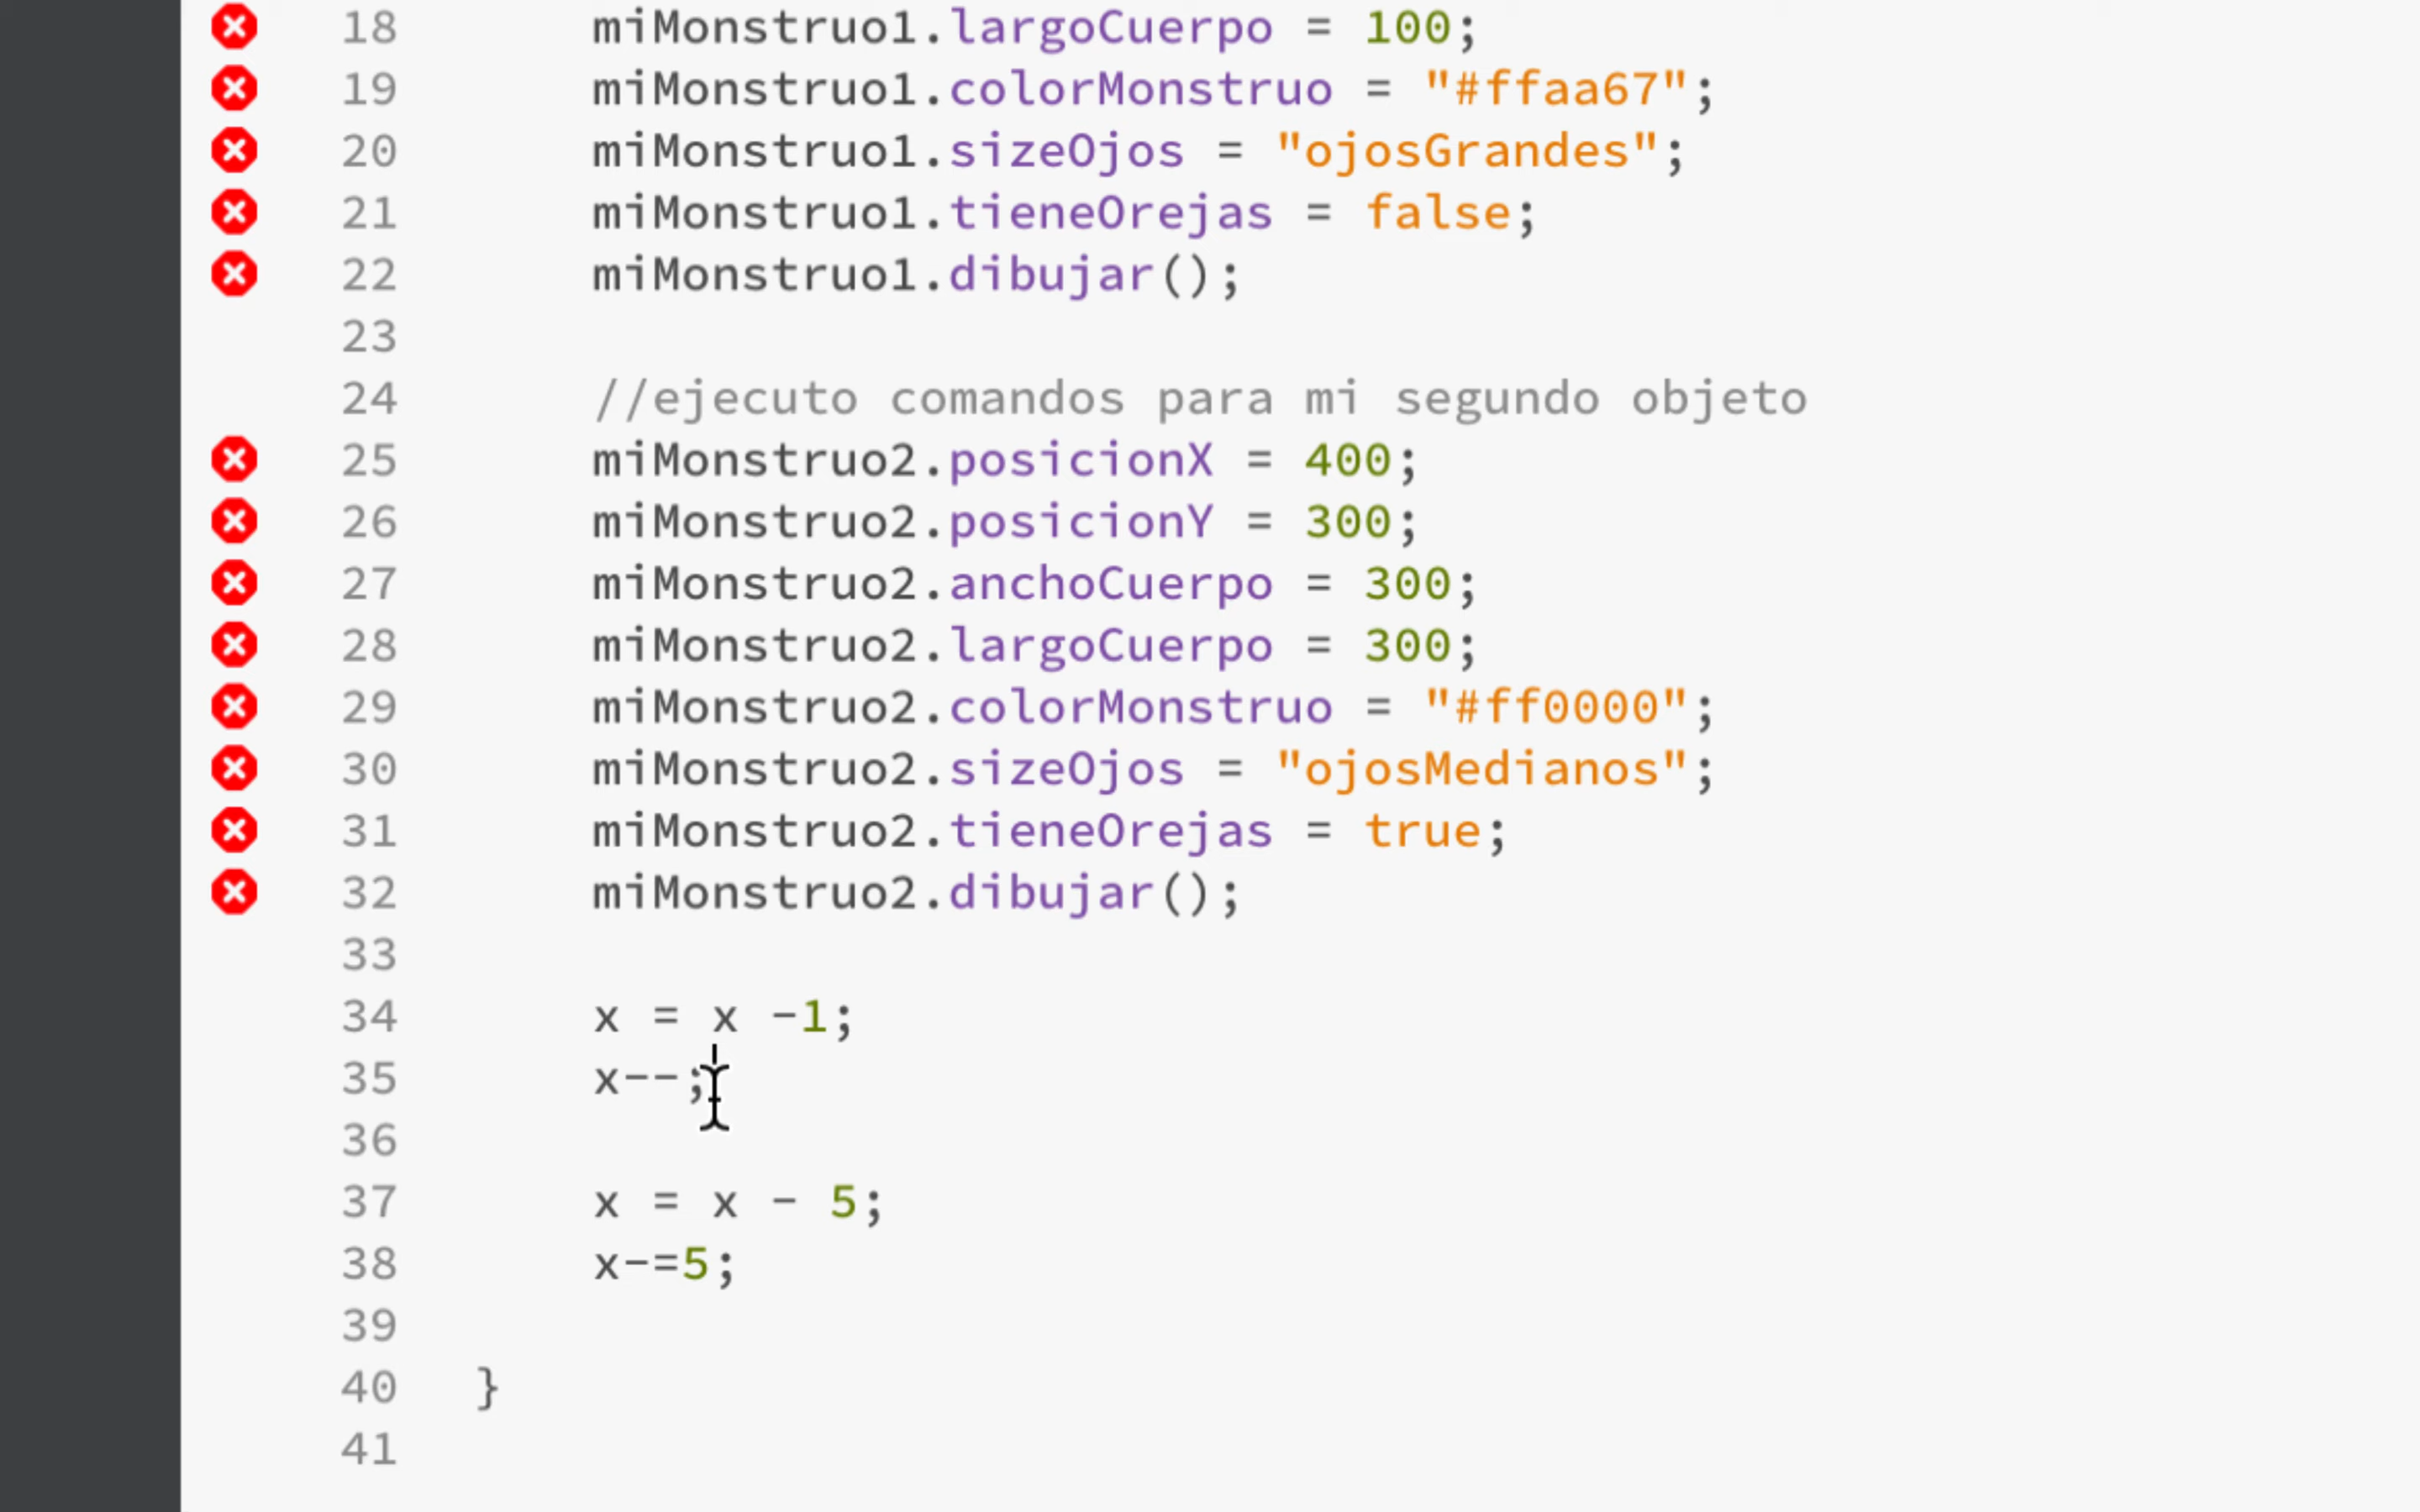 18 miMonstruo1.largoCuerpo = 100;
19 miMonstruo1.colorMonstruo = "#ffaa67";
20 miMonstruo1.sizeOjos = "ojosGrandes";
21 miMonstruo1.tieneOrejas = false;
22 miMonstruo1.dibujar();
23
24 //ejecuto comandos para mi segundo objeto
25 miMonstruo2.posicionX = 400;
26 miMonstruo2.posicionY = 300;
27 miMonstruo2.anchoCuerpo = 300;
28 miMonstruo2.largoCuerpo = 300;
29 miMonstruo2.colorMonstruo = "#ff0000";
30 miMonstruo2.sizeOjos = "ojosMedianos";
31 miMonstruo2.tieneOrejas = true;
32 miMonstruo2.dibujar();
33
34 x = x -1;
35 x--;
36
37 x = x - 5;
38 x-=5;
39
40 }
41